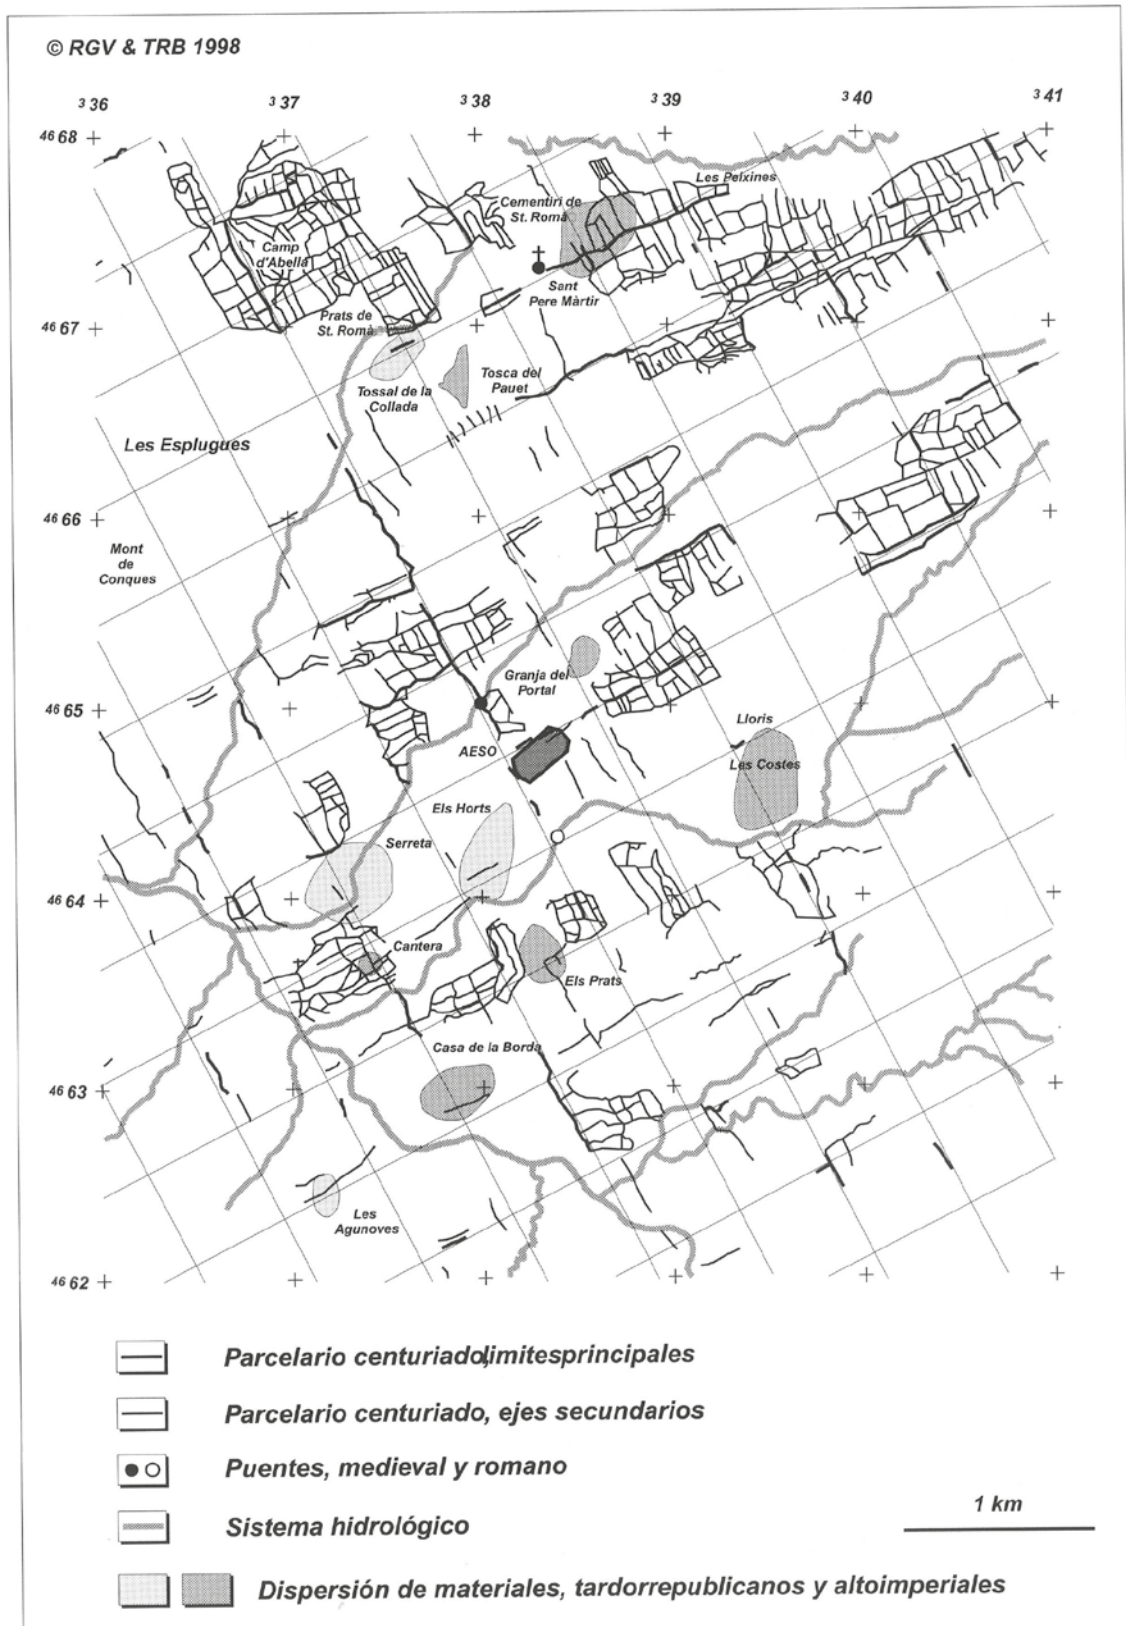 © RGV & TRB 1998
3 36
3 37
3 38
3 39
3 40
3 41
46 68
Les Peixines
Cementiri de
St. Romà
Camp
d'Abellà
Sant
Pere Màrtir
Prats de
St. Romà
46 67
Tosca del
Pauet
Tossal de la
Collada
Les Esplugues
46 66
Mont
de
Conques
Granja del
Portal
46 65
Lloris
AESO
Les Costes
Els Horts
Serreta
46 64
Cantera
Els Prats
Casa de la Borda
46 63
Les
Agunoves
46 62
Parcelario centuriado,limitesprincipales
Parcelario centuriado, ejes secundarios
Puentes, medieval y romano
1 km
Sistema hidrológico
Dispersión de materiales, tardorrepublicanos y altoimperiales